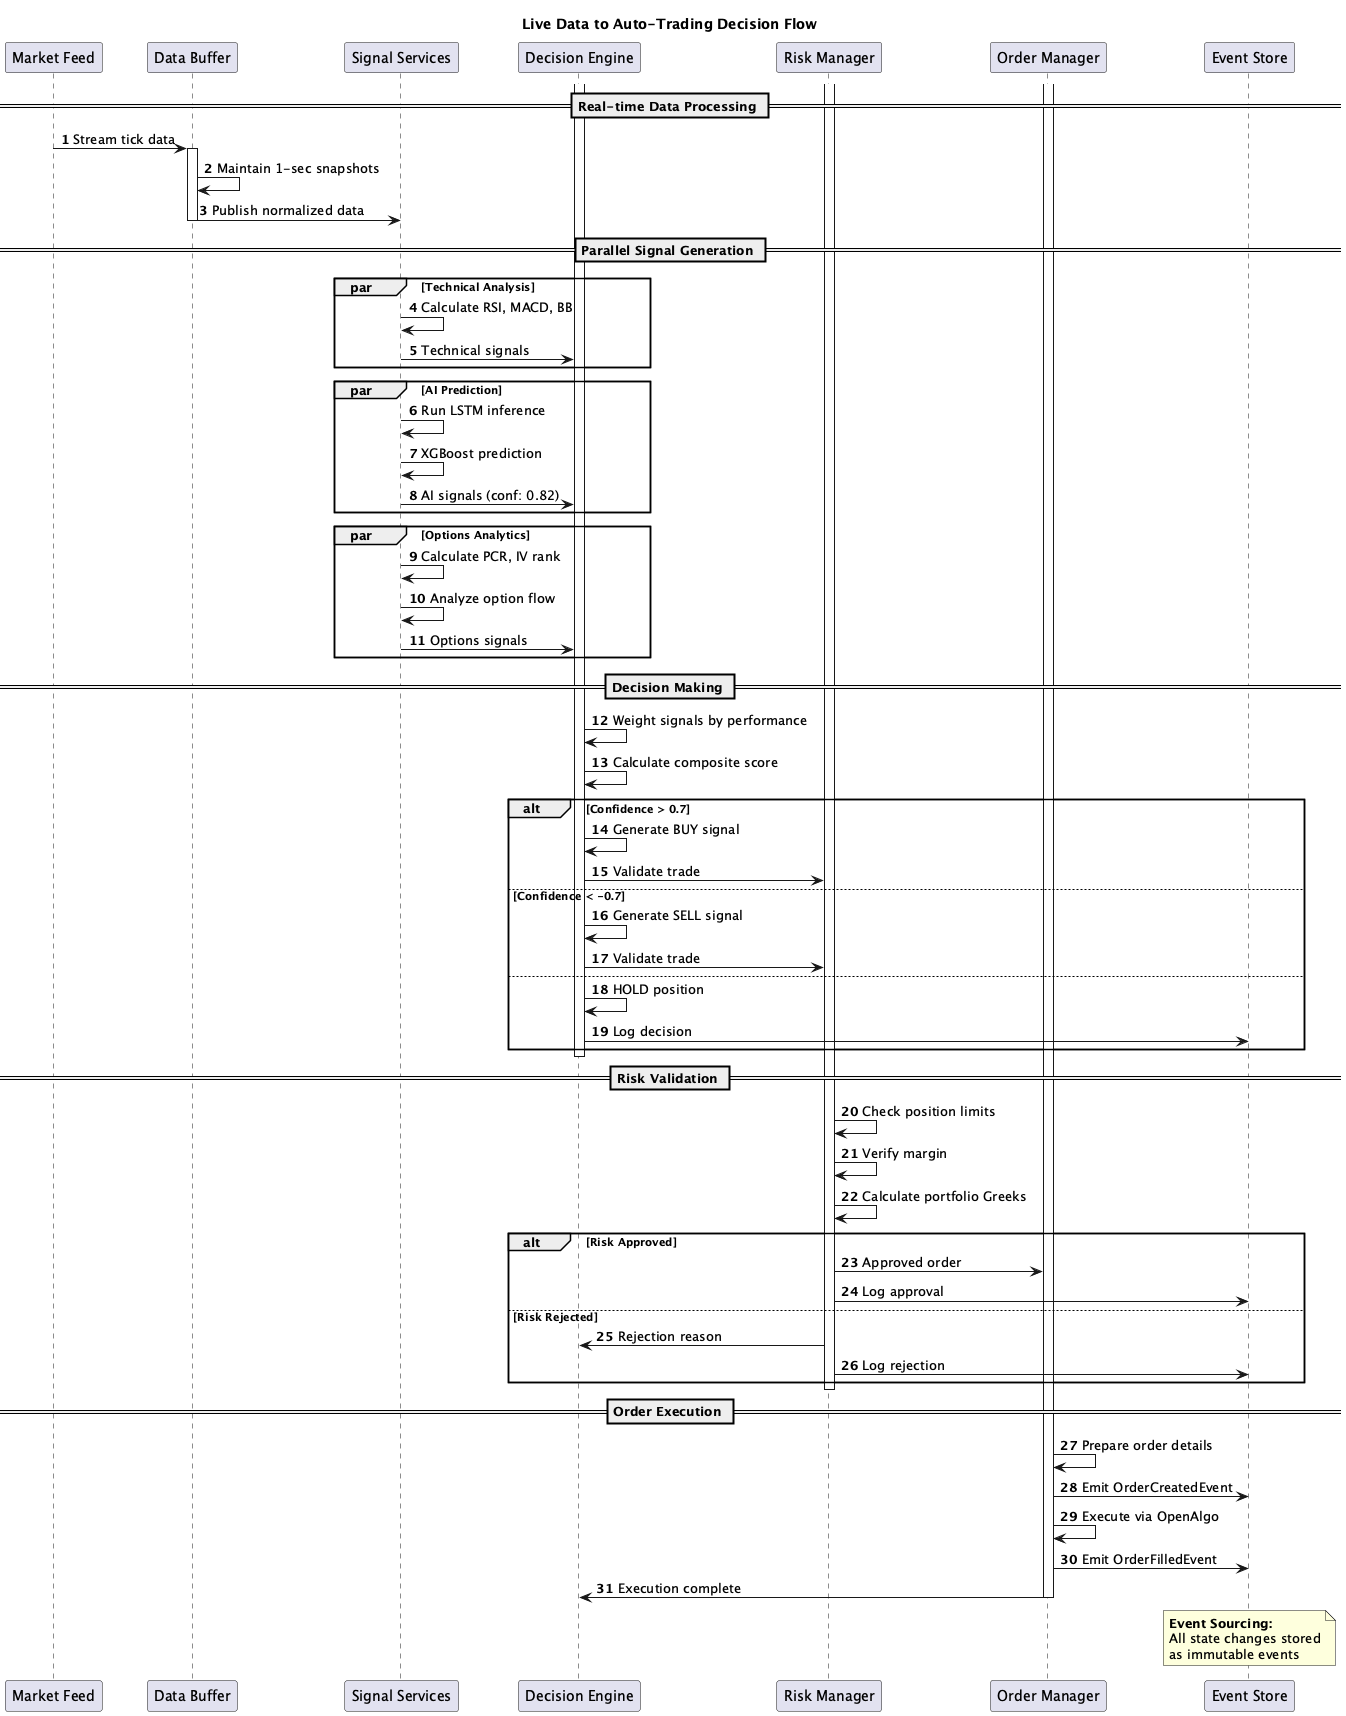 Live Data to Auto-Trading Decision Flow
Market Feed
Data Buffer
Signal Services
Decision Engine
Risk Manager
Order Manager
Event Store
Real-time Data Processing
1 Stream tick data
2 Maintain 1-sec snapshots
3 Publish normalized data
Parallel Signal Generation
par [Technical Analysis]
4 Calculate RSI, MACD, BB
5 Technical signals
par [AI Prediction]
6 Run LSTM inference
7 XGBoost prediction
8 AI signals (conf: 0.82)
par [Options Analytics]
9 Calculate PCR, IV rank
10 Analyze option flow
11 Options signals
Decision Making
12 Weight signals by performance
13 Calculate composite score
alt [Confidence > 0.7]
14 Generate BUY signal
15 Validate trade
[Confidence < -0.7]
16 Generate SELL signal
17 Validate trade
18 HOLD position
19 Log decision
Risk Validation
20 Check position limits
21 Verify margin
22 Calculate portfolio Greeks
alt [Risk Approved]
23 Approved order
24 Log approval
[Risk Rejected]
25 Rejection reason
26 Log rejection
Order Execution
27 Prepare order details
28 Emit OrderCreatedEvent
29 Execute via OpenAlgo
30 Emit OrderFilledEvent
31 Execution complete
Event Sourcing:
All state changes stored
as immutable events
Market Feed
Data Buffer
Signal Services
Decision Engine
Risk Manager
Order Manager
Event Store